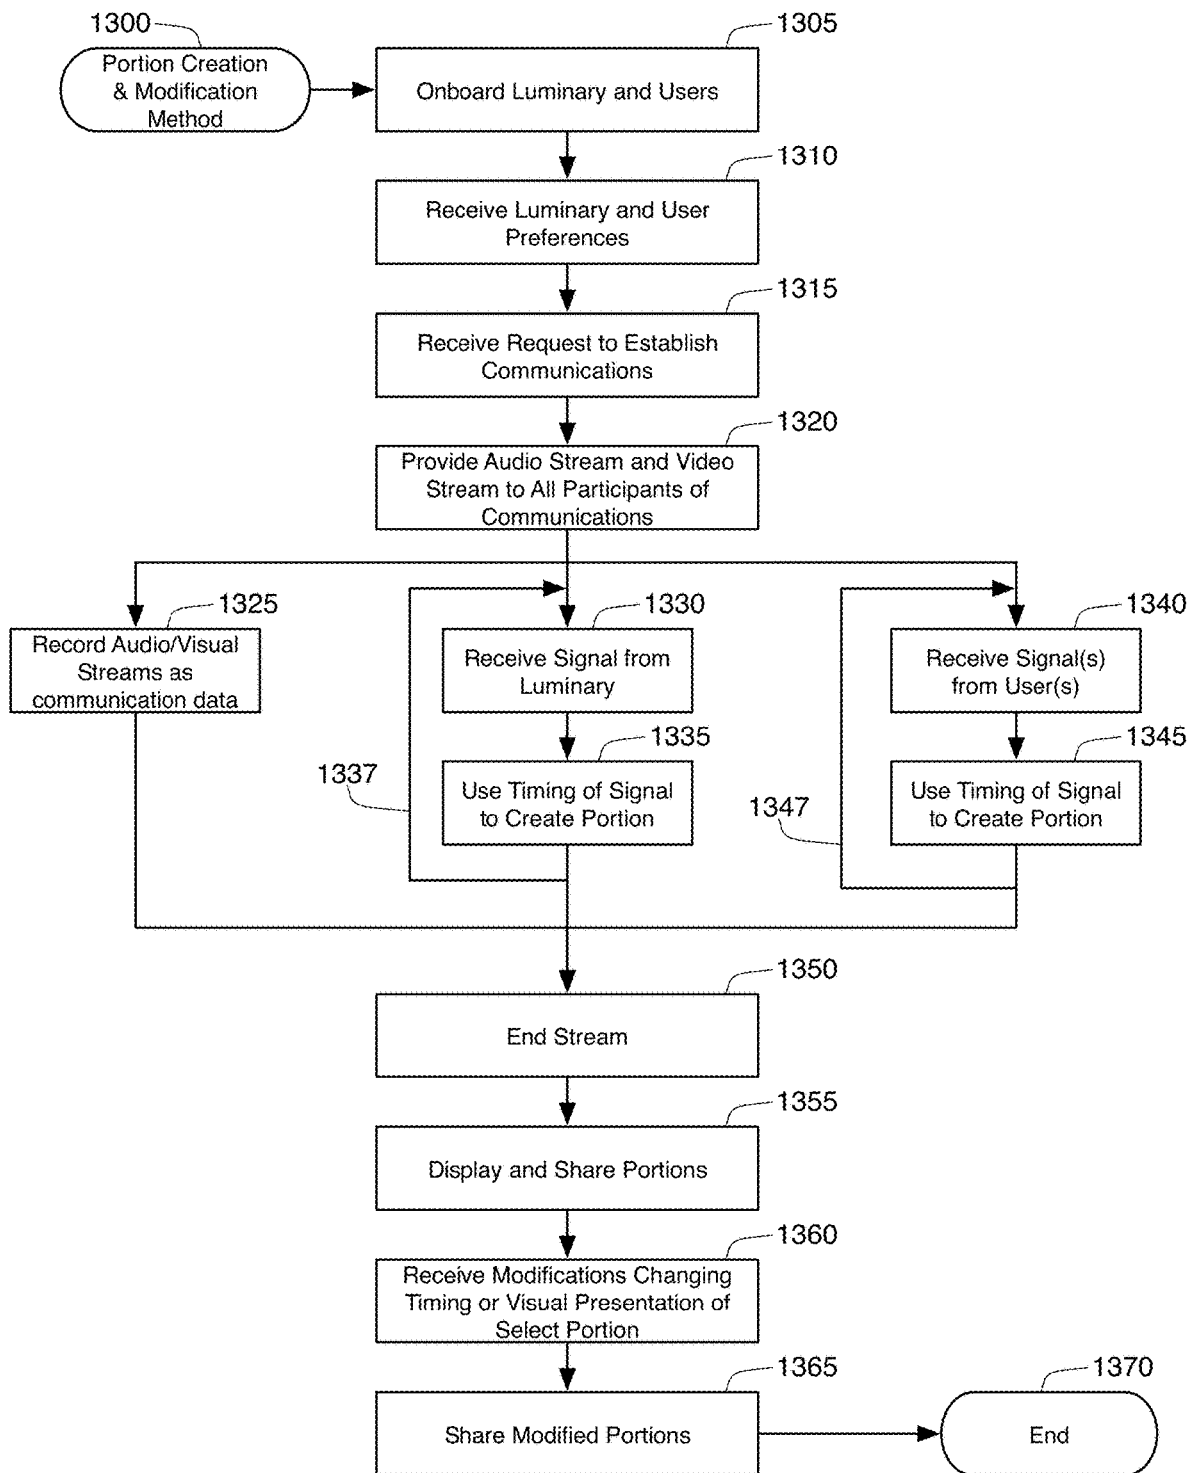 1300
Portion Creation
& Modification
Method
1305
Onboard Luminary and Users
1310
Receive Luminary and User
Preferences
1315
Receive Request to Establish
Communications
1320
Provide Audio Stream and Video
Stream to All Participants of
Communications
1325
Record Audio/Visual
Streams as
communication data
1330
Receive Signal from
Luminary
1335
Use Timing of Signal
to Create Portion
1337
1340
Receive Signal(s)
from User(s)
1345
Use Timing of Signal
to Create Portion
1347
1350
End Stream
1355
Display and Share Portions
1360
Receive Modifications Changing
Timing or Visual Presentation of
Select Portion
1365
Share Modified Portions
1370
End